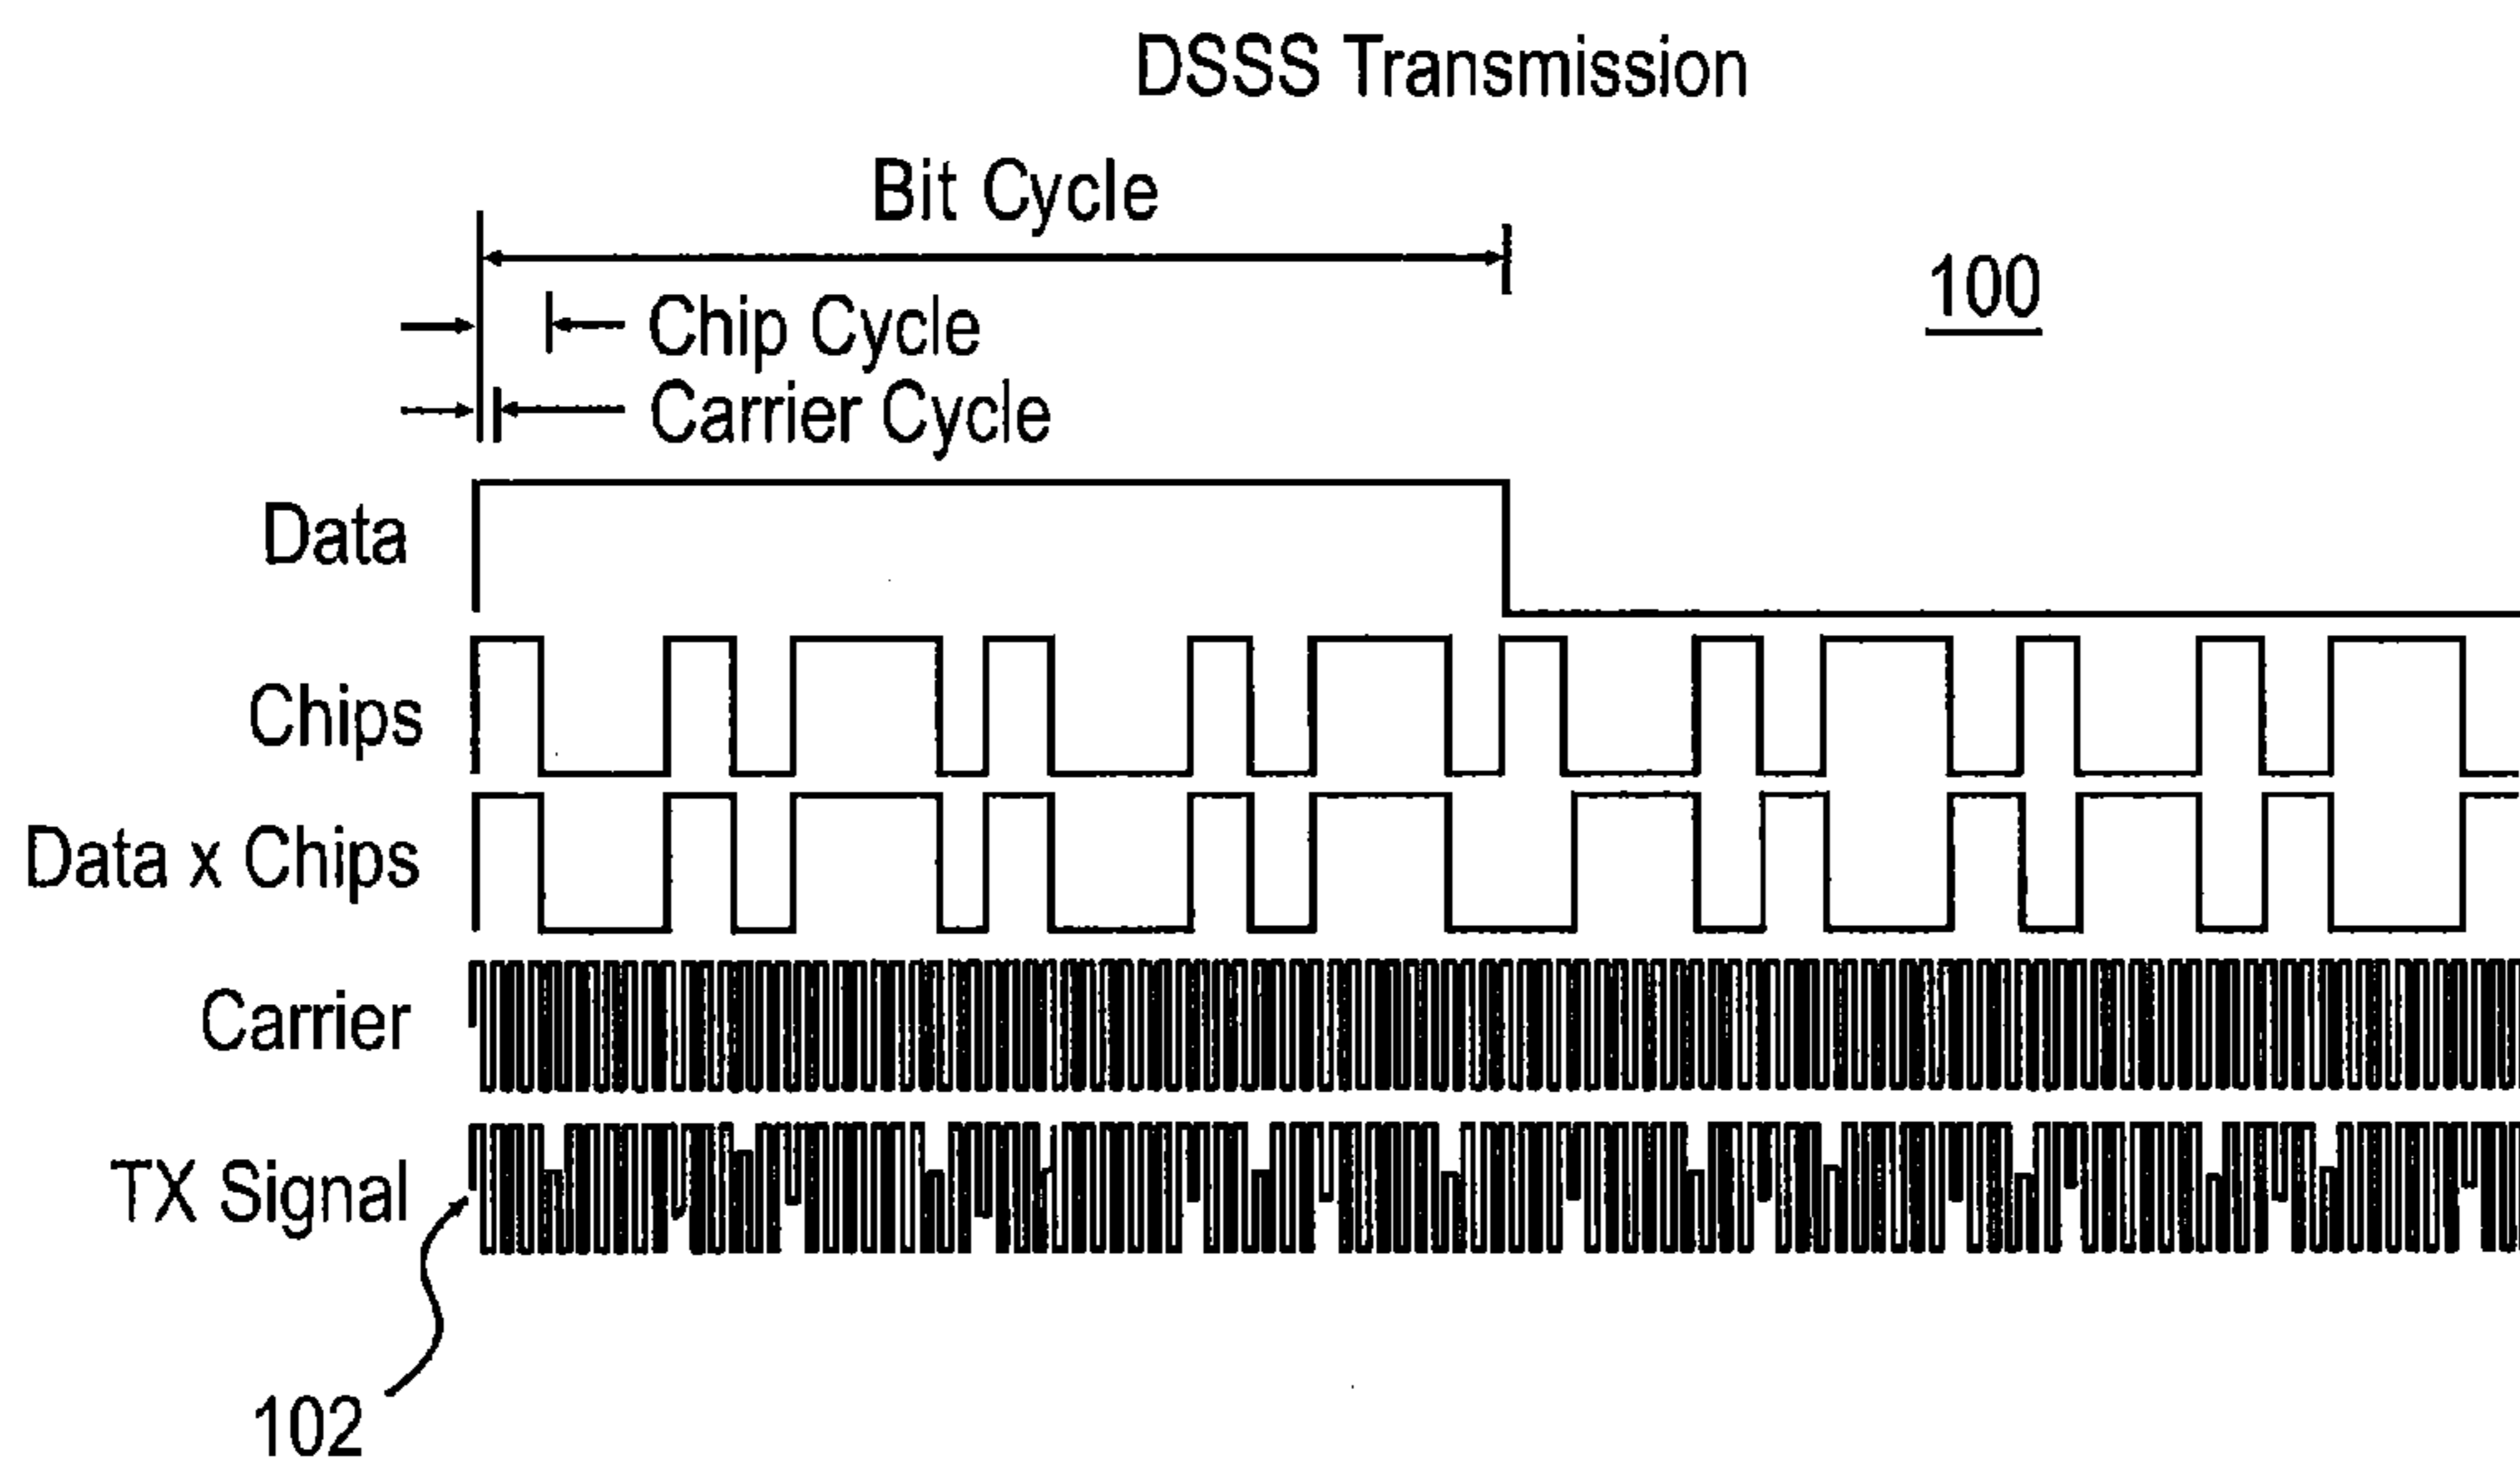 DSSS Transmission
Bit Cycle
100
Chip Cycle
Carrier Cycle
Data
Chips
Data x Chips
Carrier
TX Signal
102